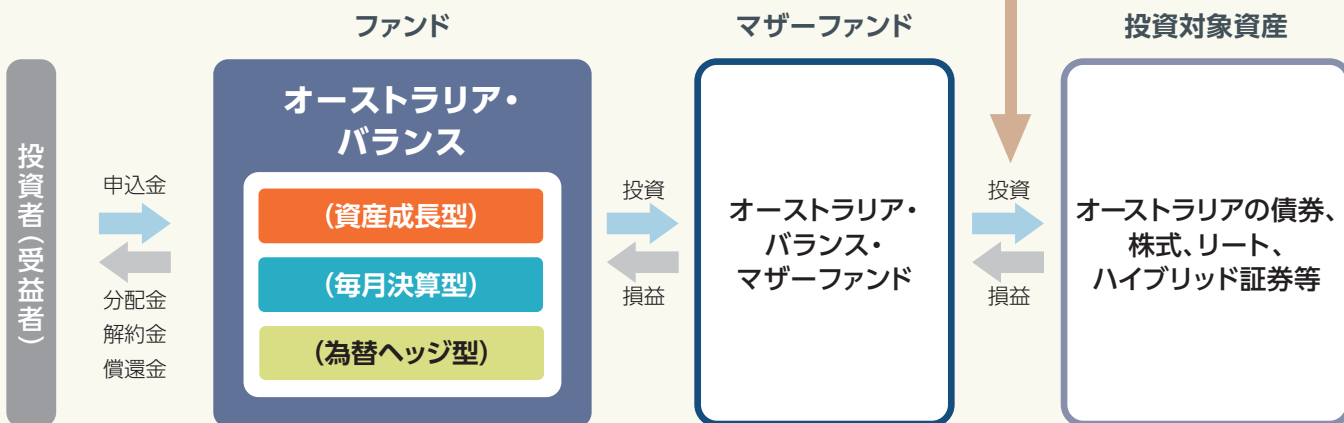 ファンド
マザーファンド
投資対象資産
投資者（受益者）
申込金
分配金
解約金
償還金
オーストラリア・
バランス
（資産成長型）
（毎月決算型）
（為替ヘッジ型）
投資
損益
オーストラリア・
バランス・
マザーファンド
投資
損益
オーストラリアの債券、
株式、リート、
ハイブリッド証券等